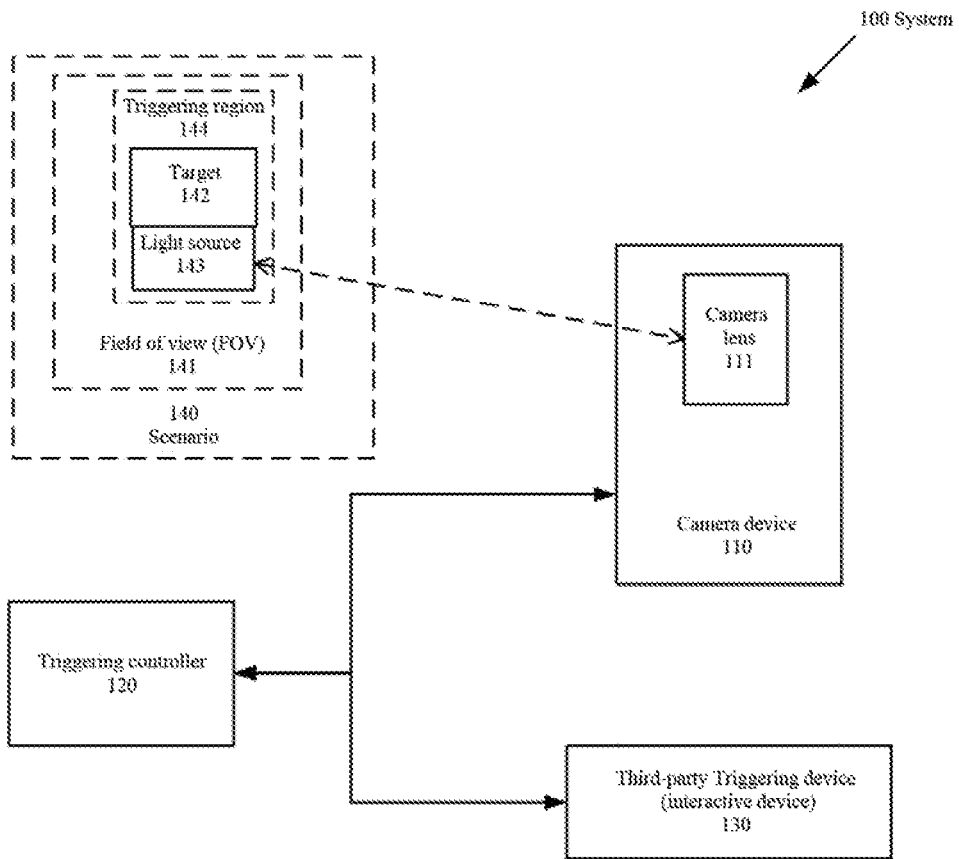 100 System
Triggering region
144
Target
142
Light source
143
Field of view (FOV)
141
140
Scenario
Camera
lens
111
Camera device
110
Triggering controller
120
Third-party Triggering device
(interactive device)
130